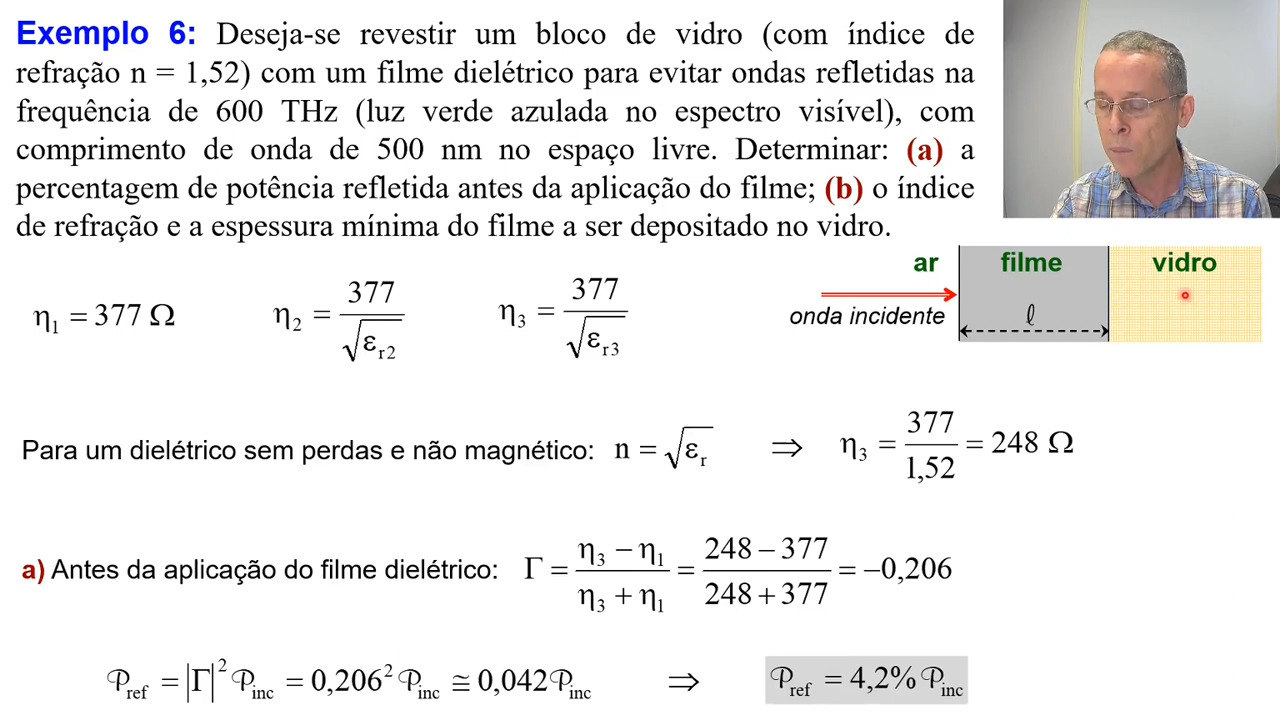 Exemplo 6: Deseja-se revestir um bloco de vidro (com índice de
refração n = 1,52) com um filme dielétrico para evitar ondas refletidas na
frequência de 600 THz (luz verde azulada no espectro visível), com
comprimento de onda de 500 nm no espaço livre. Determinar: (a) a
percentagem de potência refletida antes da aplicação do filme; (b) o índice
de refração e a espessura mínima do filme a ser depositado no vidro.
ar filme vidro
onda incidente ℓ
η₁ = 377 Ω η₂ = 377/√εr2 η₃ = 377/√εr3
Para um dielétrico sem perdas e não magnético: n = √εr ⇒ η₃ = 377/1,52 = 248 Ω
a) Antes da aplicação do filme dielétrico: Γ = (η₃ − η₁)/(η₃ + η₁) = (248 − 377)/(248 + 377) = −0,206
𝒫ref = |Γ|² 𝒫inc = 0,206² 𝒫inc ≅ 0,042𝒫inc ⇒ 𝒫ref = 4,2% 𝒫inc